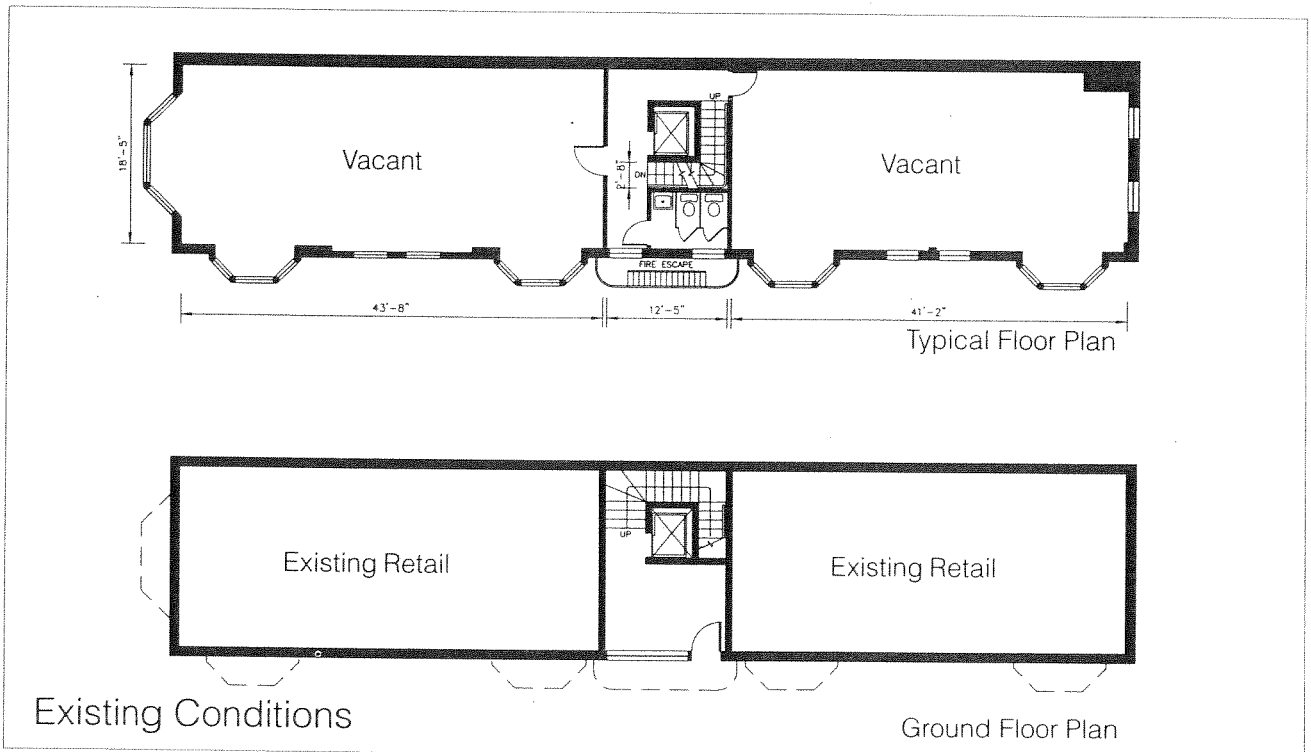 UP
18'-5"
Vacant
Vacant
2'-8"
DN
FIRE ESCAPE
43'-8"
12'-5"
41'-2"
Typical Floor Plan
Existing Retail
UP
Existing Retail
Existing Conditions
Ground Floor Plan